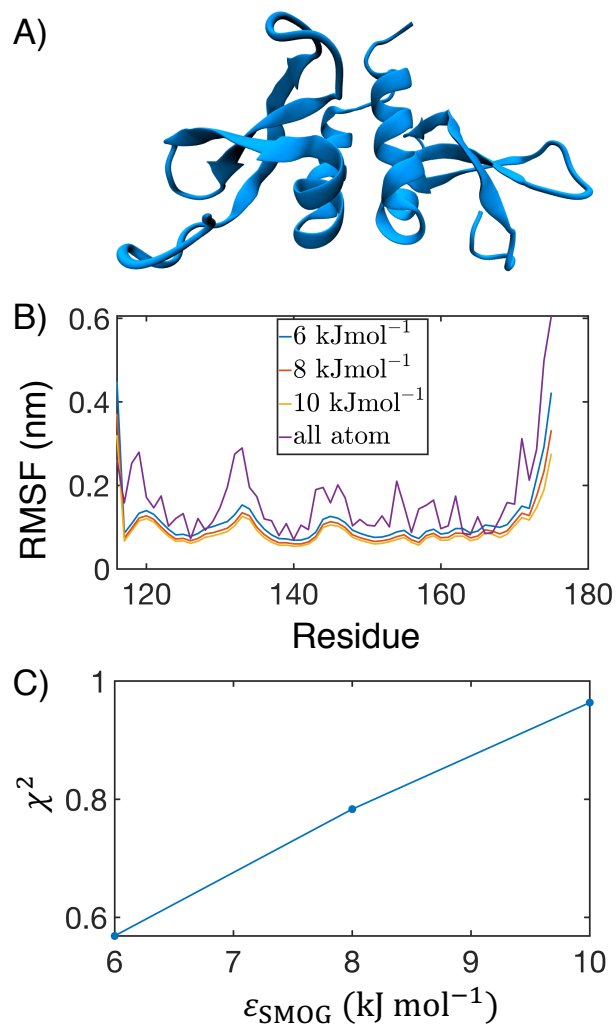 A)
B)
0.6
0.4
0.2
0
RMSF (nm)
6 kJmol⁻¹
8 kJmol⁻¹
10 kJmol⁻¹
all atom
120 140 160 180
Residue
C)
1
0.8
0.6
χ²
6 7 8 9 10
εSMOG (kJ mol⁻¹)